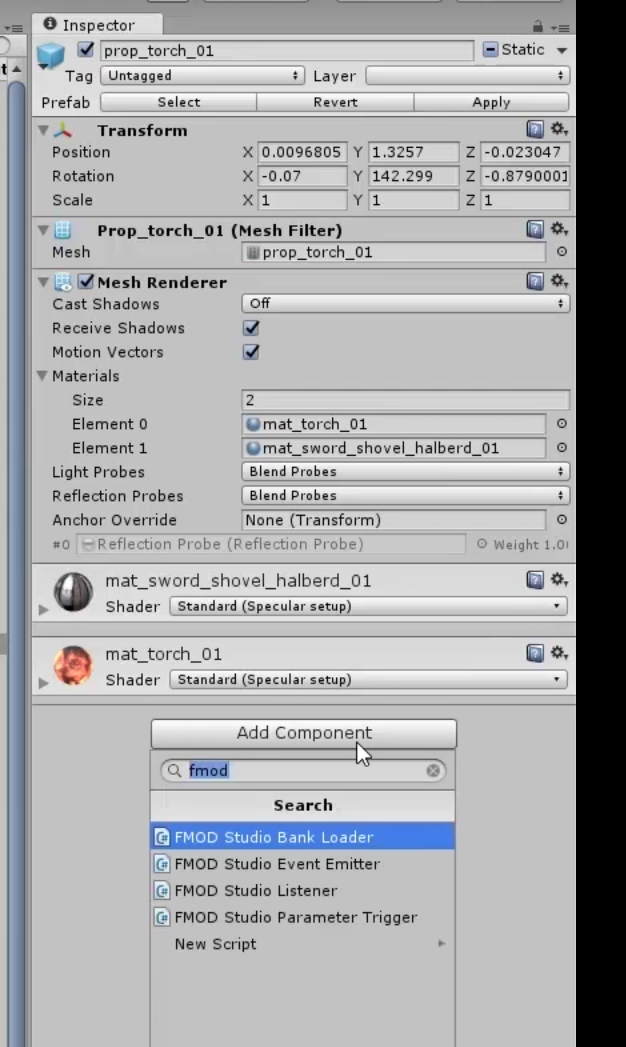 Inspector
prop_torch_01 Static
Tag Untagged Layer
Prefab Select Revert Apply
Transform
Position X 0.0096805 Y 1.3257 Z -0.023047
Rotation X -0.07 Y 142.299 Z -0.8790001
Scale X 1 Y 1 Z 1
Prop_torch_01 (Mesh Filter)
Mesh prop_torch_01
Mesh Renderer
Cast Shadows Off
Receive Shadows
Motion Vectors
Materials
Size 2
Element 0 mat_torch_01
Element 1 mat_sword_shovel_halberd_01
Light Probes Blend Probes
Reflection Probes Blend Probes
Anchor Override None (Transform)
#0 Reflection Probe (Reflection Probe) Weight 1.0
mat_sword_shovel_halberd_01
Shader Standard (Specular setup)
mat_torch_01
Shader Standard (Specular setup)
Add Component
fmod
Search
FMOD Studio Bank Loader
FMOD Studio Event Emitter
FMOD Studio Listener
FMOD Studio Parameter Trigger
New Script